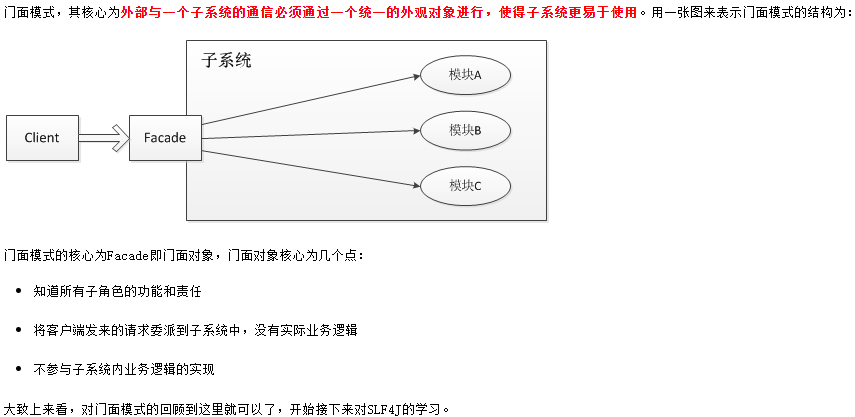 门面模式，其核心为外部与一个子系统的通信必须通过一个统一的外观对象进行，使得子系统更易于使用。用一张图来表示门面模式的结构为：
子系统
模块A
Client
Facade
模块B
模块C
门面模式的核心为Facade即门面对象，门面对象核心为几个点：
知道所有子角色的功能和责任
将客户端发来的请求委派到子系统中，没有实际业务逻辑
不参与子系统内业务逻辑的实现
大致上来看，对门面模式的回顾到这里就可以了，开始接下来对SLF4J的学习。